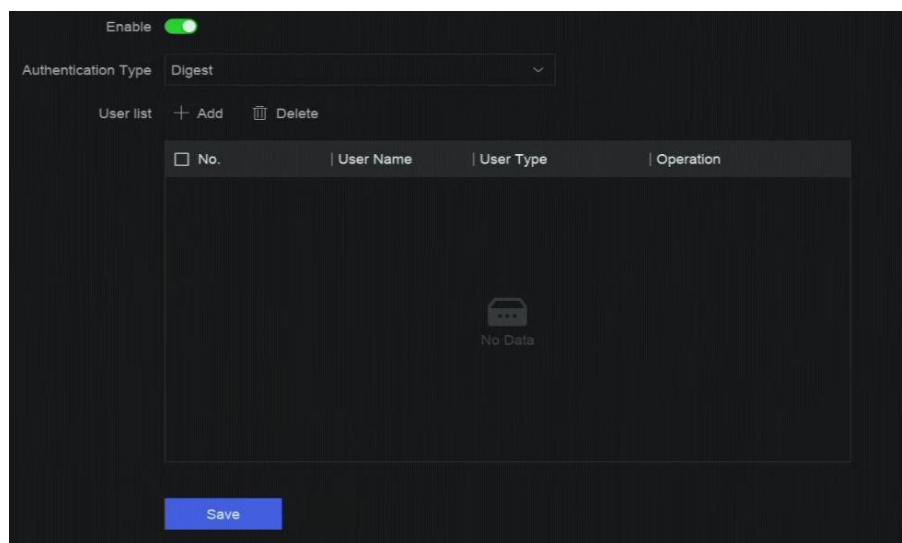 Enable
Authentication Type Digest
User list Add Delete
No. User Name User Type Operation
No Data
Save